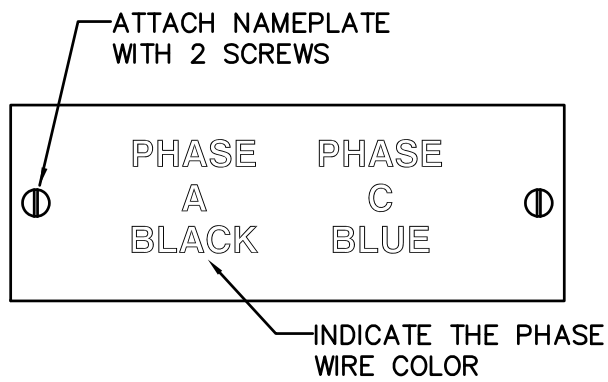 ATTACH NAMEPLATE
WITH 2 SCREWS
PHASE PHASE
A C
BLACK BLUE
INDICATE THE PHASE
WIRE COLOR